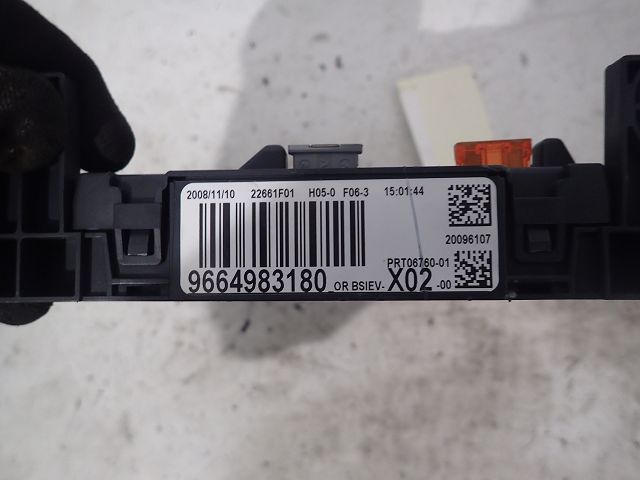 2008/11/10 22661F01 H05-0 F06-3 15:01:44
20096107
PRT06760-01
9664983180 OR BSIEV- X02 -00